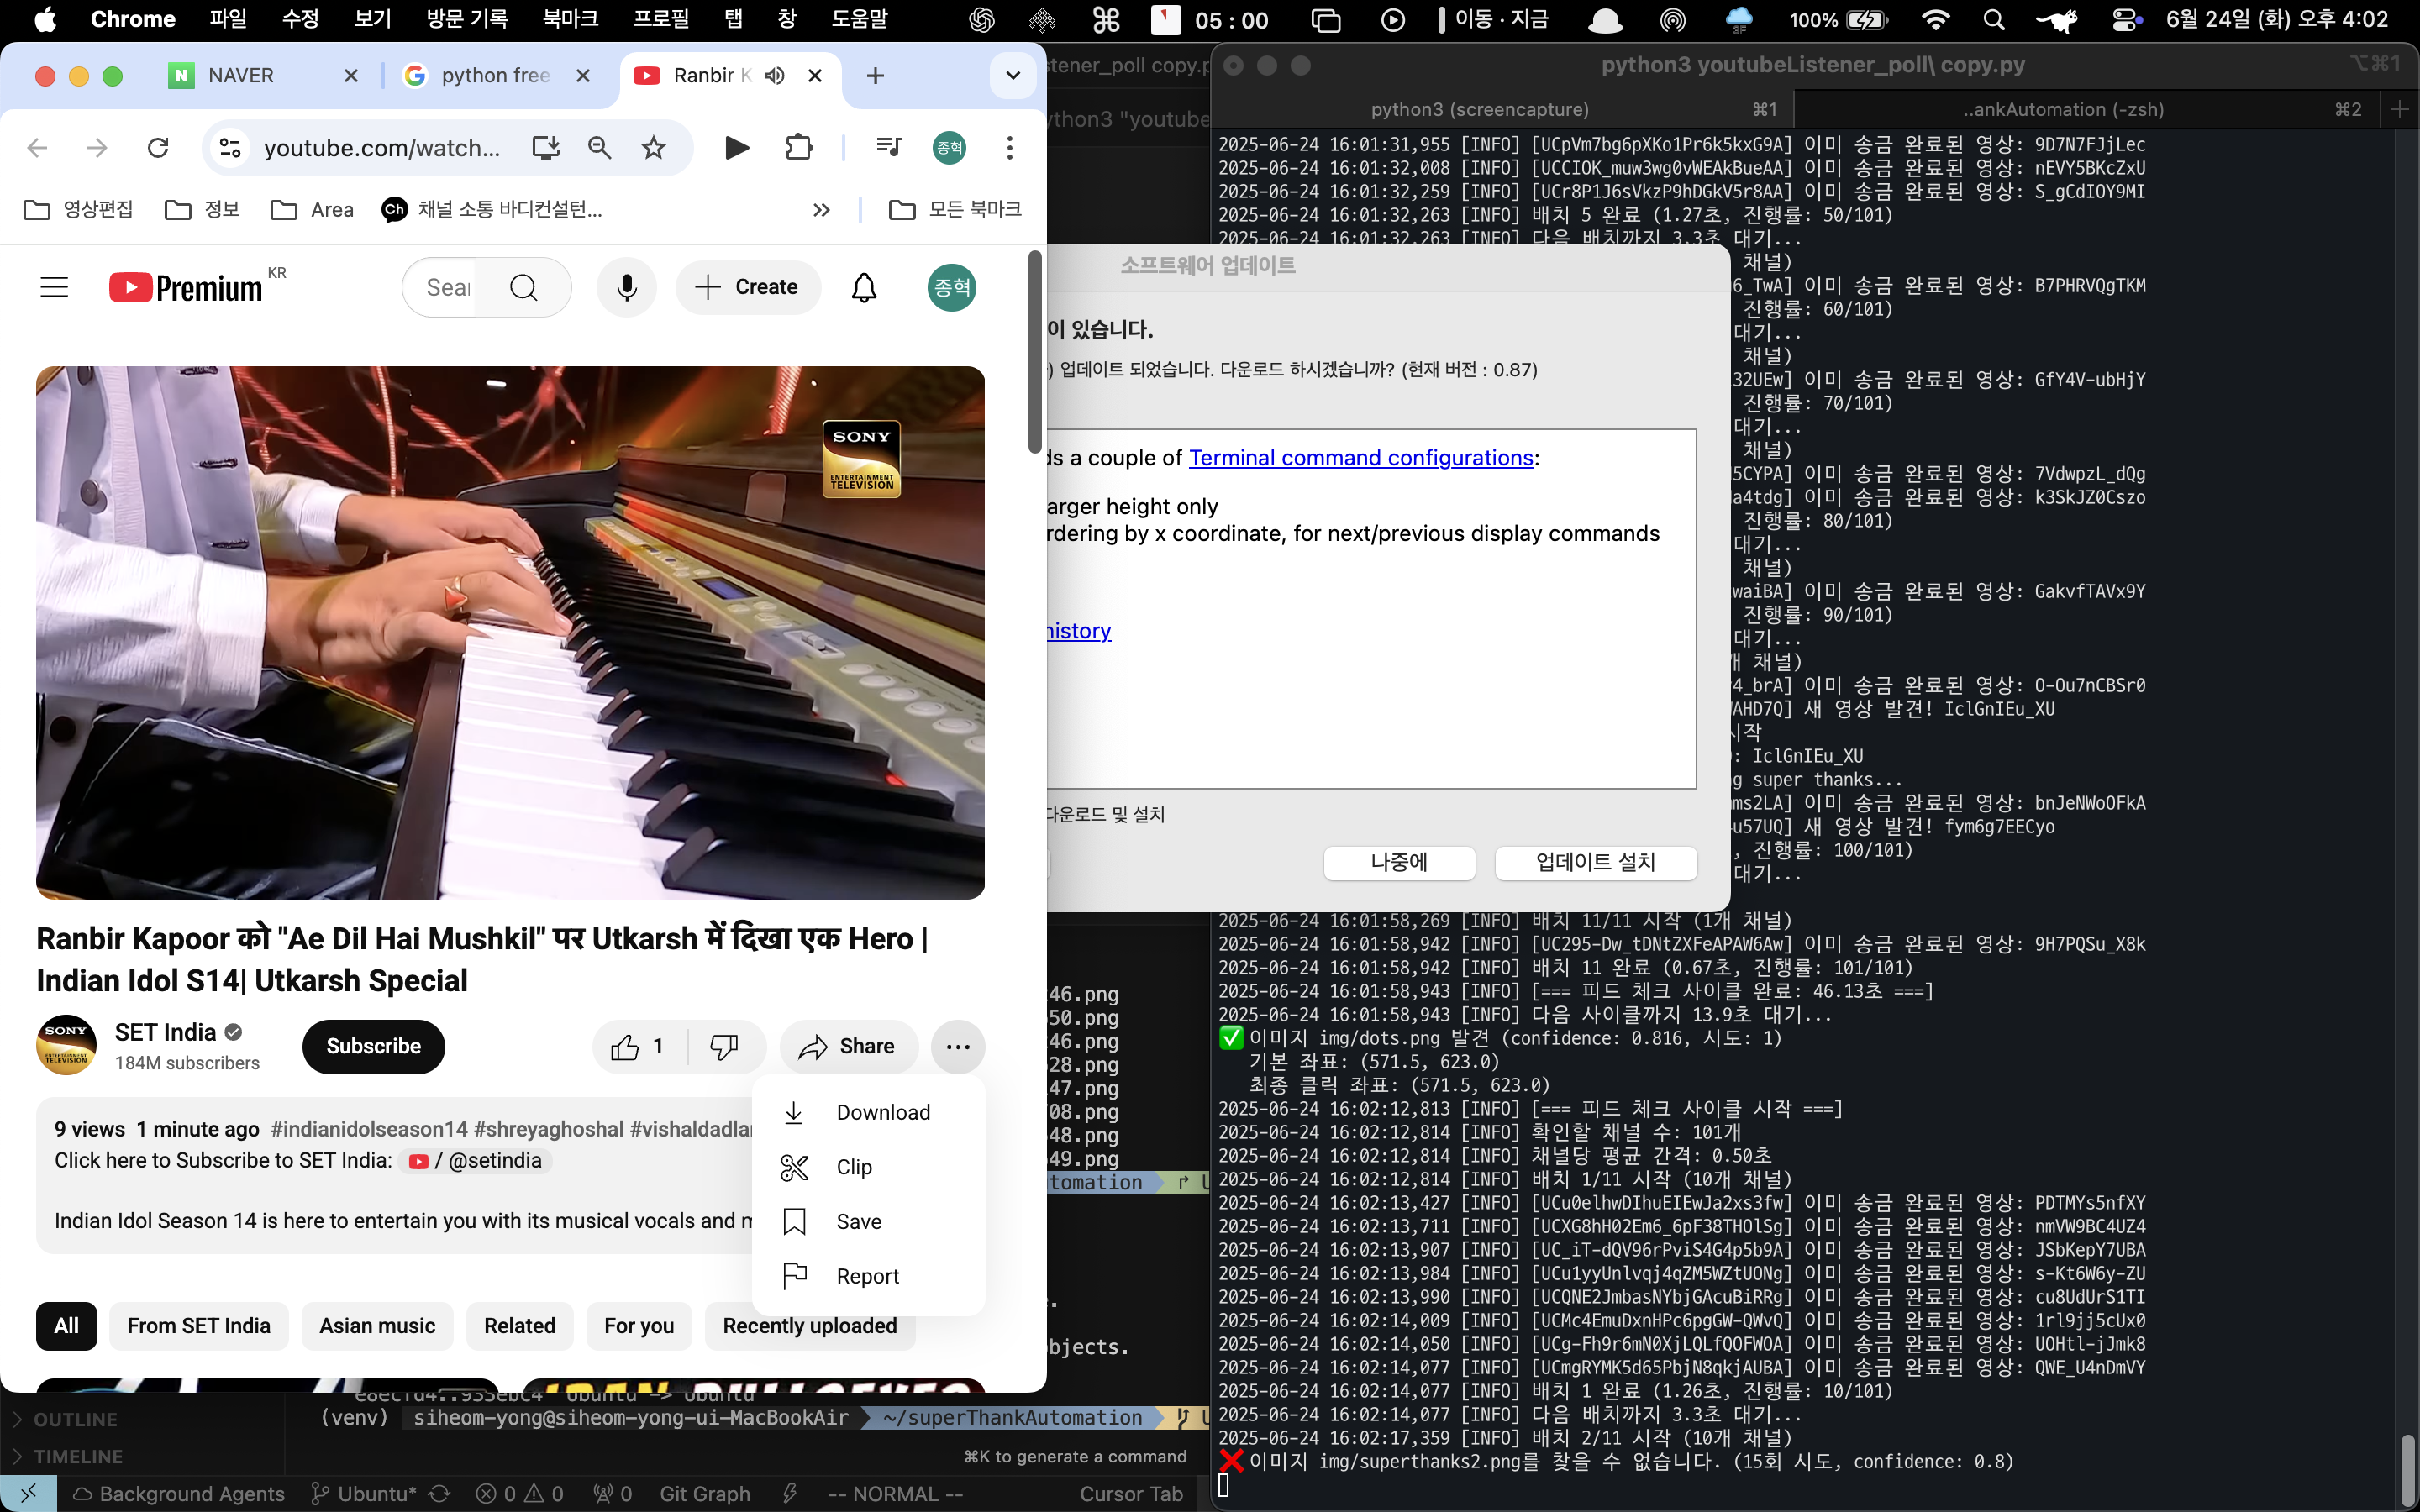 Chrome 파일 수정 보기 방문 기록 북마크 프로필 탭 창 도움말 05 : 00 이동 · 지금 100% 6월 24일 (화) 오후 4:02
NAVER
python free
Ranbir K
youtube.com/watch...
종혁
영상편집
정보
Area
Ch 채널 소통 바디컨설턴...
모든 북마크
Premium KR
Sear
Create
종혁
SONY
ENTERTAINMENT
TELEVISION
Ranbir Kapoor को "Ae Dil Hai Mushkil" पर Utkarsh में दिखा एक Hero |
Indian Idol S14| Utkarsh Special
SONY
SET India
184M subscribers
Subscribe
1
Share
Download
Clip
Save
Report
9 views 1 minute ago #indianidolseason14 #shreyaghoshal #vishaldadlan
Click here to Subscribe to SET India: / @setindia
Indian Idol Season 14 is here to entertain you with its musical vocals and m
All
From SET India
Asian music
Related
For you
Recently uploaded
stener_poll copy.p
ython3 "youtube
소프트웨어 업데이트
이 있습니다.
) 업데이트 되었습니다. 다운로드 하시겠습니까? (현재 버전 : 0.87)
ds a couple of Terminal command configurations:
arger height only
rdering by x coordinate, for next/previous display commands
history
다운로드 및 설치
나중에
업데이트 설치
46.png
50.png
46.png
28.png
47.png
08.png
48.png
49.png
tomation
bjects.
(venv) siheom-yong@siheom-yong-ui-MacBookAir ~/superThankAutomation
⌘K to generate a command
OUTLINE
TIMELINE
Background Agents Ubuntu* 0 0 0 Git Graph -- NORMAL -- Cursor Tab
python3 youtubeListener_poll\ copy.py ⌥⌘1
python3 (screencapture) ⌘1 ..ankAutomation (-zsh) ⌘2
2025-06-24 16:01:31,955 [INFO] [UCpVm7bg6pXKo1Pr6k5kxG9A] 이미 송금 완료된 영상: 9D7N7FJjLec
2025-06-24 16:01:32,008 [INFO] [UCCIOK_muw3wg0vWEAkBueAA] 이미 송금 완료된 영상: nEVY5BKcZxU
2025-06-24 16:01:32,259 [INFO] [UCr8P1J6sVkzP9hDGkV5r8AA] 이미 송금 완료된 영상: S_gCdIOY9MI
2025-06-24 16:01:32,263 [INFO] 배치 5 완료 (1.27초, 진행률: 50/101)
2025-06-24 16:01:32,263 [INFO] 다음 배치까지 3.3초 대기...
채널)
6_TwA] 이미 송금 완료된 영상: B7PHRVQgTKM
진행률: 60/101)
대기...
채널)
32UEw] 이미 송금 완료된 영상: GfY4V-ubHjY
진행률: 70/101)
대기...
채널)
5CYPA] 이미 송금 완료된 영상: 7VdwpzL_dQg
a4tdg] 이미 송금 완료된 영상: k3SkJZ0Cszo
진행률: 80/101)
대기...
채널)
waiBA] 이미 송금 완료된 영상: GakvfTAVx9Y
진행률: 90/101)
대기...
개 채널)
4_brA] 이미 송금 완료된 영상: O-Ou7nCBSr0
AHD7Q] 새 영상 발견! IclGnIEu_XU
시작
: IclGnIEu_XU
g super thanks...
ms2LA] 이미 송금 완료된 영상: bnJeNWoOFkA
u57UQ] 새 영상 발견! fym6g7EECyo
, 진행률: 100/101)
대기...
2025-06-24 16:01:58,269 [INFO] 배치 11/11 시작 (1개 채널)
2025-06-24 16:01:58,942 [INFO] [UC295-Dw_tDNtZXFeAPAW6Aw] 이미 송금 완료된 영상: 9H7PQSu_X8k
2025-06-24 16:01:58,942 [INFO] 배치 11 완료 (0.67초, 진행률: 101/101)
2025-06-24 16:01:58,943 [INFO] [=== 피드 체크 사이클 완료: 46.13초 ===]
2025-06-24 16:01:58,943 [INFO] 다음 사이클까지 13.9초 대기...
✅ 이미지 img/dots.png 발견 (confidence: 0.816, 시도: 1)
기본 좌표: (571.5, 623.0)
최종 클릭 좌표: (571.5, 623.0)
2025-06-24 16:02:12,813 [INFO] [=== 피드 체크 사이클 시작 ===]
2025-06-24 16:02:12,814 [INFO] 확인할 채널 수: 101개
2025-06-24 16:02:12,814 [INFO] 채널당 평균 간격: 0.50초
2025-06-24 16:02:12,814 [INFO] 배치 1/11 시작 (10개 채널)
2025-06-24 16:02:13,427 [INFO] [UCu0elhwDIhuEIEwJa2xs3fw] 이미 송금 완료된 영상: PDTMYs5nfXY
2025-06-24 16:02:13,711 [INFO] [UCXG8hH02Em6_6pF38THOlSg] 이미 송금 완료된 영상: nmVW9BC4UZ4
2025-06-24 16:02:13,907 [INFO] [UC_iT-dQV96rPviS4G4p5b9A] 이미 송금 완료된 영상: JSbKepY7UBA
2025-06-24 16:02:13,984 [INFO] [UCu1yyUnlvqj4qZM5WZtUONg] 이미 송금 완료된 영상: s-Kt6W6y-ZU
2025-06-24 16:02:13,990 [INFO] [UCQNE2JmbasNYbjGAcuBiRRg] 이미 송금 완료된 영상: cu8UdUrS1TI
2025-06-24 16:02:14,009 [INFO] [UCMc4EmuDxnHPc6pgGW-QWvQ] 이미 송금 완료된 영상: 1rl9jj5cUx0
2025-06-24 16:02:14,050 [INFO] [UCg-Fh9r6mN0XjLQLfQOFWOA] 이미 송금 완료된 영상: UOHtl-jJmk8
2025-06-24 16:02:14,077 [INFO] [UCmgRYMK5d65PbjN8qkjAUBA] 이미 송금 완료된 영상: QWE_U4nDmVY
2025-06-24 16:02:14,077 [INFO] 배치 1 완료 (1.26초, 진행률: 10/101)
2025-06-24 16:02:14,077 [INFO] 다음 배치까지 3.3초 대기...
2025-06-24 16:02:17,359 [INFO] 배치 2/11 시작 (10개 채널)
❌ 이미지 img/superthanks2.png를 찾을 수 없습니다. (15회 시도, confidence: 0.8)